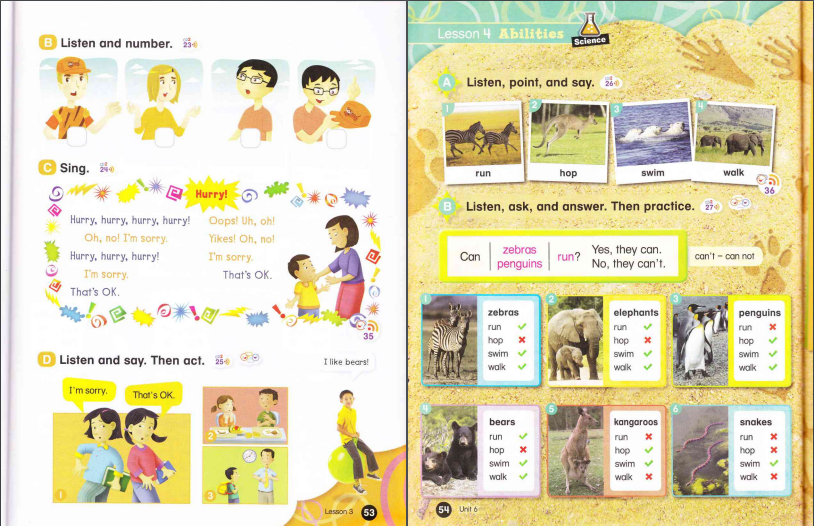 B Listen and number. 23
C Sing. 24
Hurry!
Hurry, hurry, hurry, hurry!
Oh, no! I'm sorry.
Hurry, hurry, hurry!
I'm sorry.
That's OK.
Oops! Uh, oh!
Yikes! Oh, no!
I'm sorry.
That's OK.
35
D Listen and say. Then act. 25
I like bears!
I'm sorry.
That's OK.
1
2
3
Lesson 3 53
Lesson 4 Abilities
Science
A Listen, point, and say. 26
1
2
3
4
run
hop
swim
walk
36
B Listen, ask, and answer. Then practice. 27
Can
zebras
penguins
run?
Yes, they can.
No, they can't.
can't – can not
1
zebras
run ✓
hop ✗
swim ✓
walk ✓
2
elephants
run ✓
hop ✗
swim ✓
walk ✓
3
penguins
run ✗
hop ✓
swim ✓
walk ✓
4
bears
run ✓
hop ✗
swim ✓
walk ✓
5
kangaroos
run ✗
hop ✓
swim ✓
walk ✗
6
snakes
run ✗
hop ✗
swim ✓
walk ✗
54 Unit 6